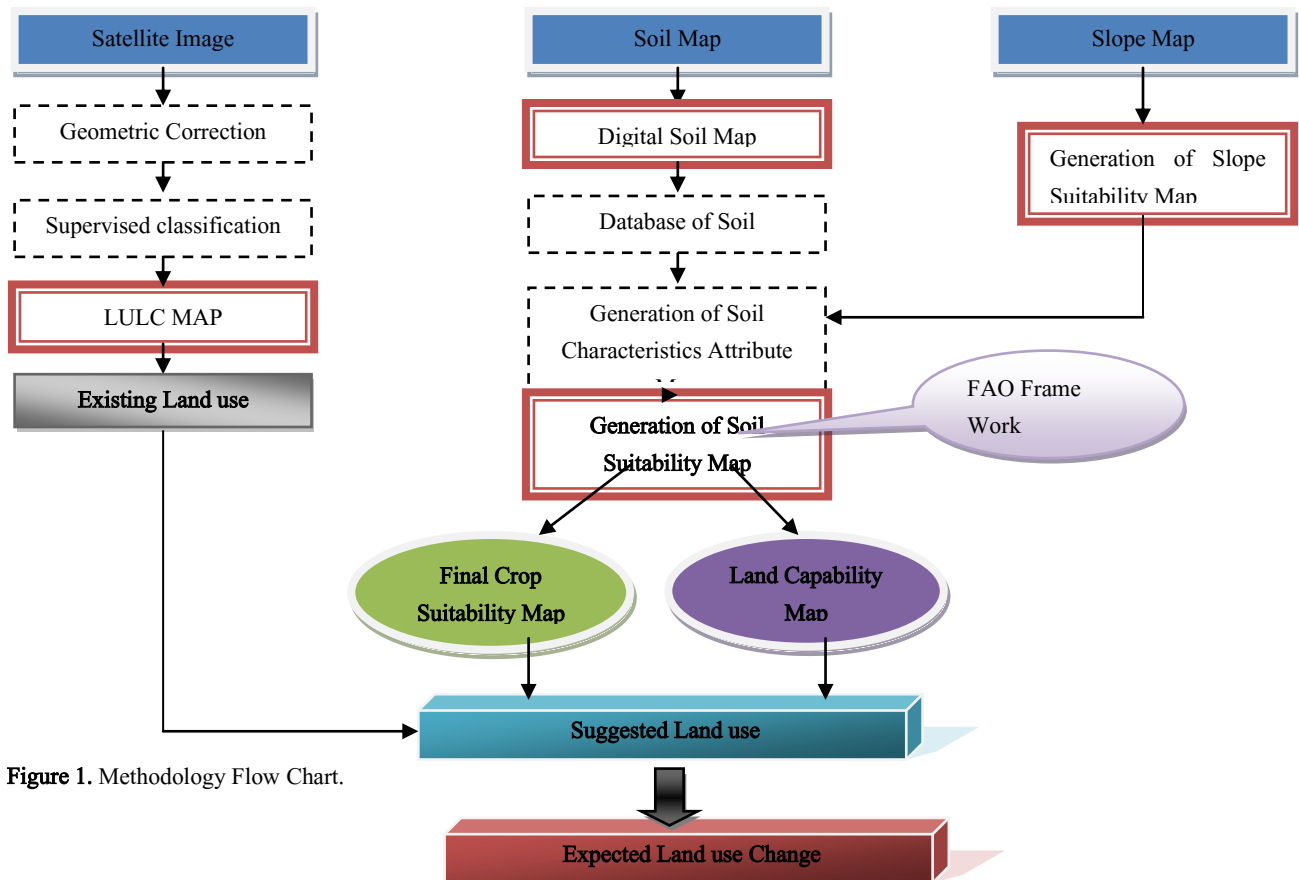 Satellite Image
Soil Map
Slope Map
Geometric Correction
Digital Soil Map
Generation of Slope
Suitability Map
Supervised classification
Database of Soil
LULC MAP
Generation of Soil
Characteristics Attribute
Existing Land use
FAO Frame
Work
Generation of Soil
Suitability Map
Final Crop
Suitability Map
Land Capability
Map
Suggested Land use
Figure 1. Methodology Flow Chart.
Expected Land use Change